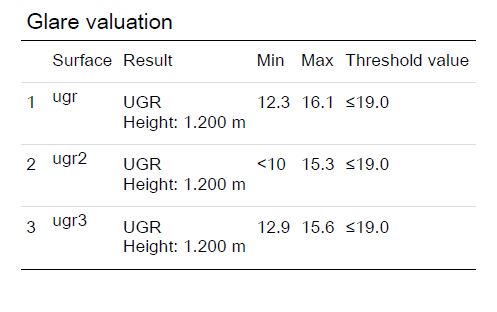 Glare valuation
Surface Result Min Max Threshold value
1 ugr UGR 12.3 16.1 ≤19.0
Height: 1.200 m
2 ugr2 UGR <10 15.3 ≤19.0
Height: 1.200 m
3 ugr3 UGR 12.9 15.6 ≤19.0
Height: 1.200 m